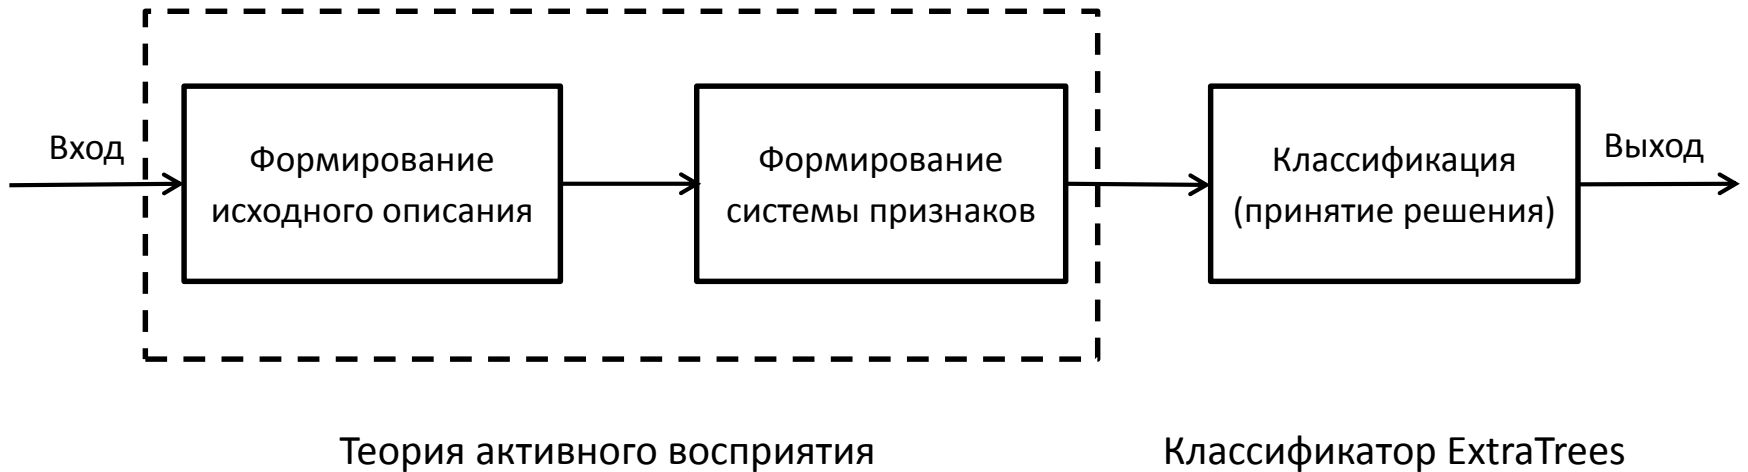 Вход
Формирование
исходного описания
Формирование
системы признаков
Классификация
(принятие решения)
Выход
Теория активного восприятия
Классификатор ExtraTrees